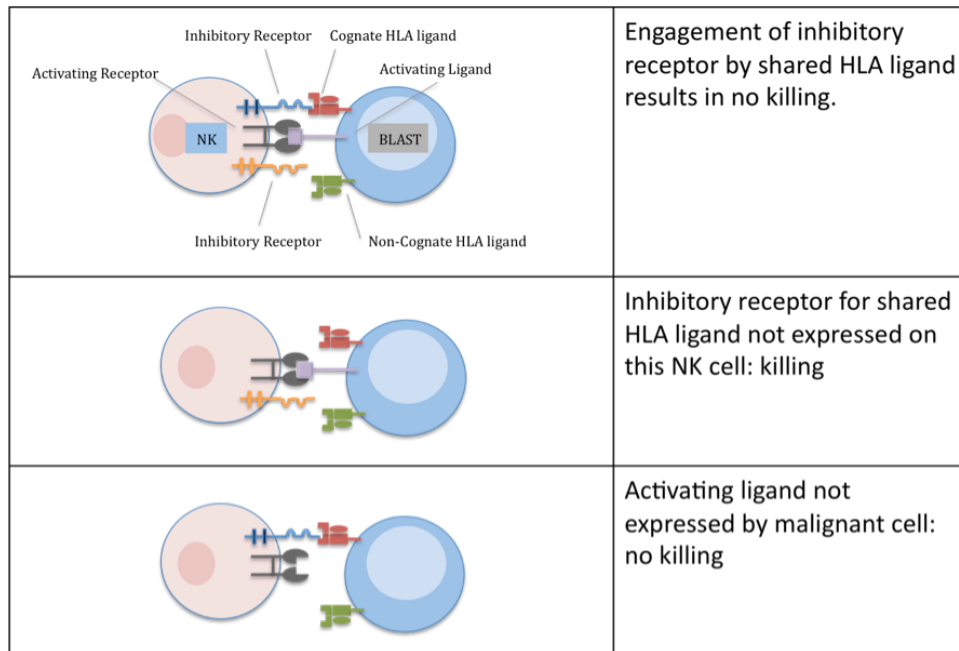 Inhibitory Receptor
Cognate HLA ligand
Activating Receptor
Activating Ligand
NK
BLAST
Inhibitory Receptor
Non-Cognate HLA ligand
Engagement of inhibitory
receptor by shared HLA ligand
results in no killing.
Inhibitory receptor for shared
HLA ligand not expressed on
this NK cell: killing
Activating ligand not
expressed by malignant cell:
no killing